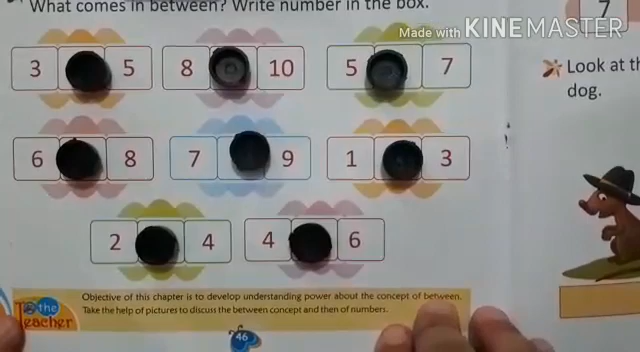 What comes in between? Write number in the box.
Made with KINEMASTER
7
3 5 8 10 5 7
Look at th
dog.
6 8 7 9 1 3
2 4 4 6
To the
Teacher
Objective of this chapter is to develop understanding power about the concept of between.
Take the help of pictures to discuss the between concept and then of numbers.
46